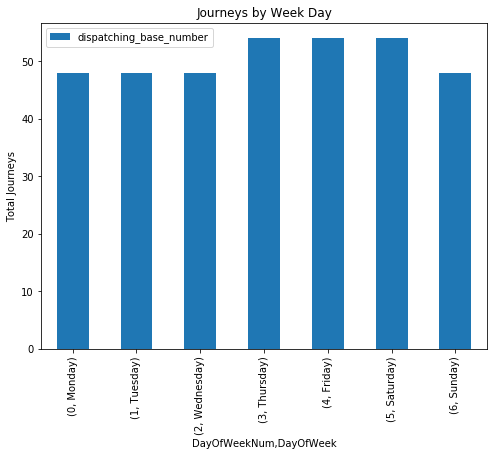 Journeys by Week Day
dispatching_base_number
Total Journeys
50
40
30
20
10
0
(0, Monday)
(1, Tuesday)
(2, Wednesday)
(3, Thursday)
(4, Friday)
(5, Saturday)
(6, Sunday)
DayOfWeekNum,DayOfWeek